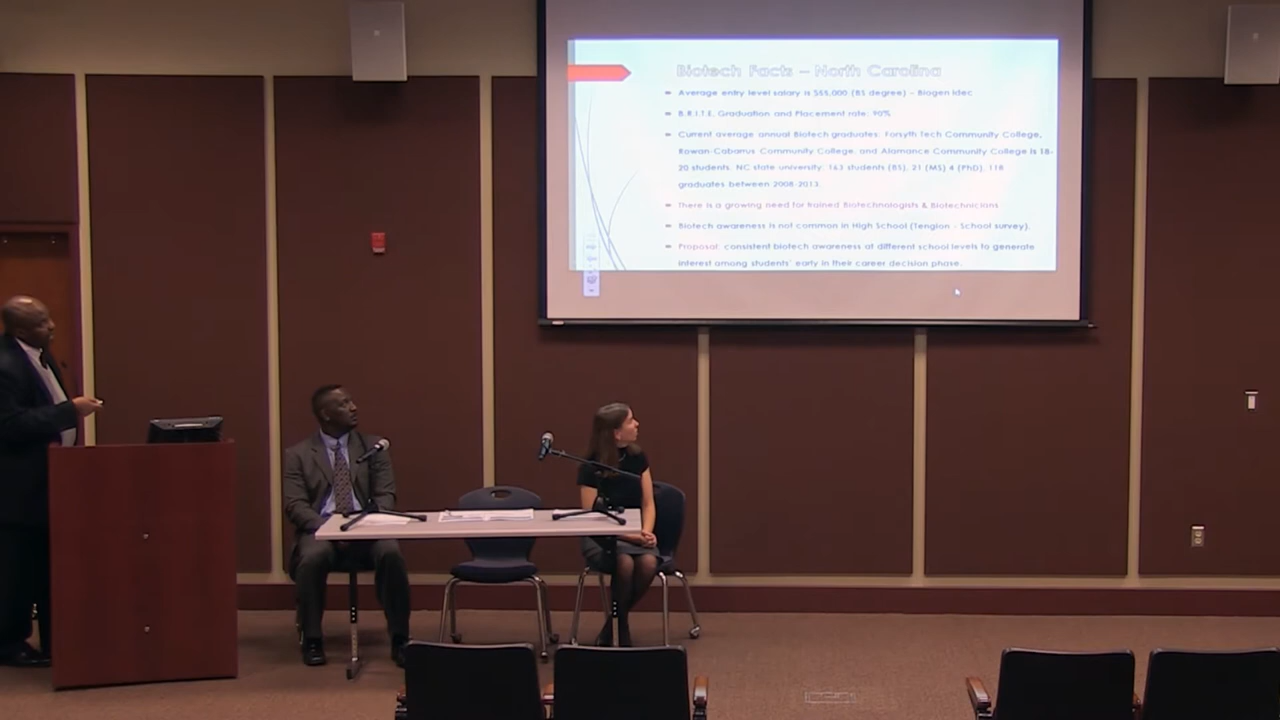 Biotech Facts – North Carolina
Average entry level salary is $55,000 (BS degree) – Biogen Idec
B.R.I.T.E. Graduation and Placement rate: 90%
Current average annual Biotech graduates: Forsyth Tech Community College,
Rowan-Cabarrus Community College, and Alamance Community College is 18-
20 students. NC state university: 163 students (BS), 21 (MS) 4 (PhD), 118
graduates between 2008-2013.
There is a growing need for trained Biotechnologists & Biotechnicians
Biotech awareness is not common in High School (Tengion - School survey).
Proposal: consistent biotech awareness at different school levels to generate
interest among students' early in their career decision phase.